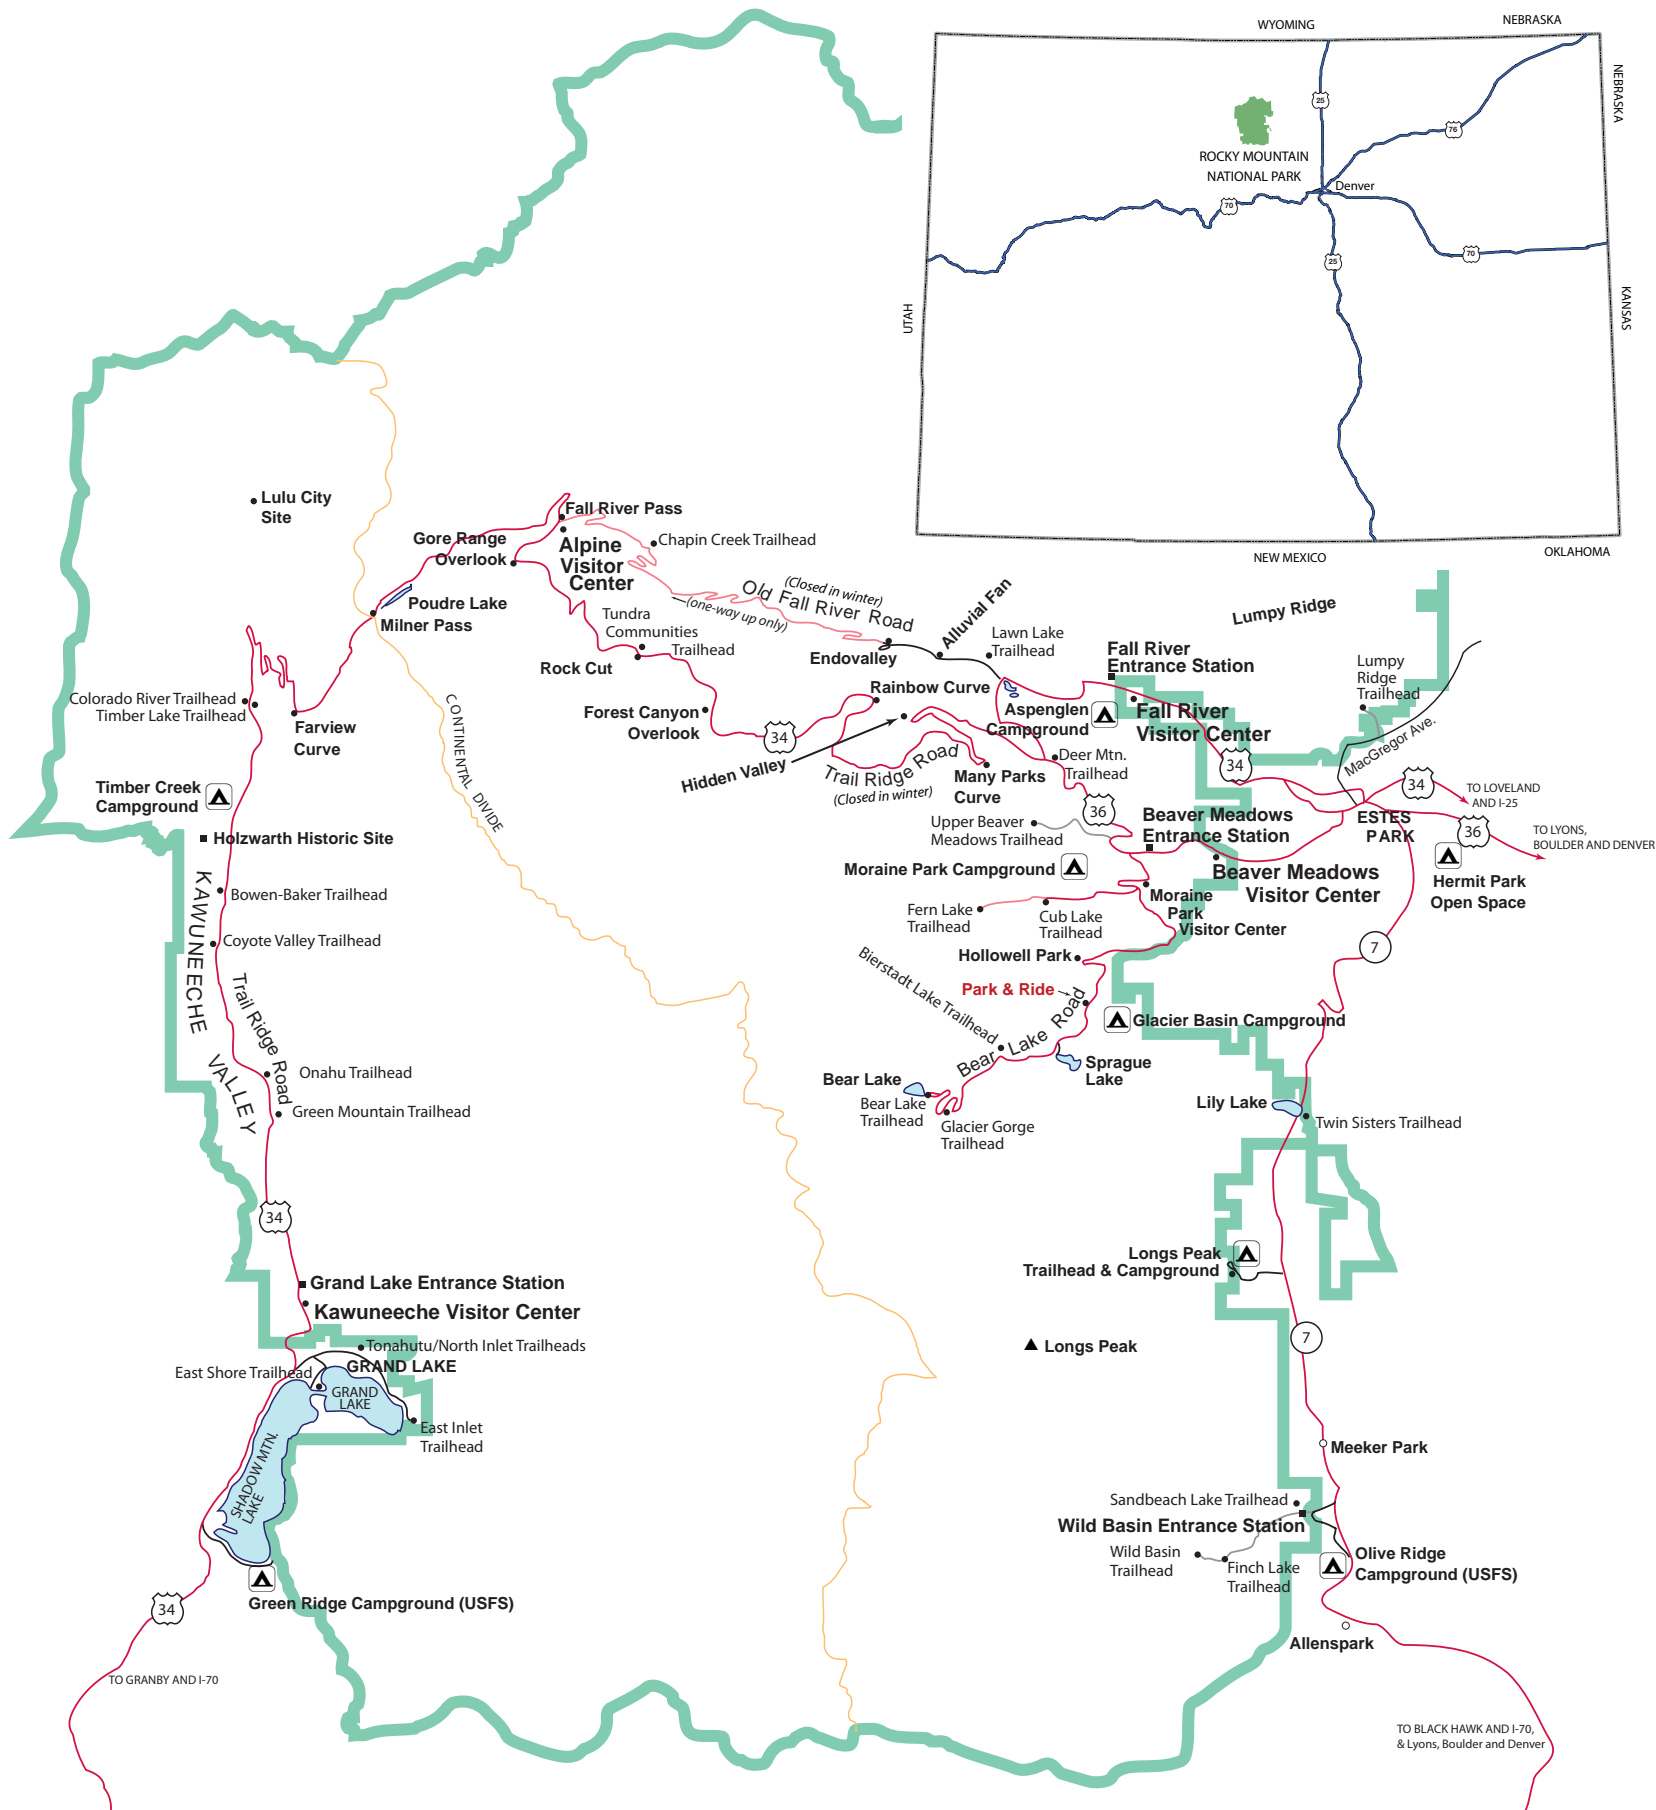 WYOMING
NEBRASKA
NEBRASKA
25
76
ROCKY MOUNTAIN
NATIONAL PARK
Denver
70
25
70
UTAH
KANSAS
NEW MEXICO
OKLAHOMA
Lulu City
Site
Fall River Pass
Gore Range
Overlook
Alpine
Visitor
Center
Chapin Creek Trailhead
(Closed in winter)
Old Fall River Road
(one-way up only)
Alluvial Fan
Lumpy Ridge
Poudre Lake
Milner Pass
Tundra
Communities
Trailhead
Rock Cut
Endovalley
Lawn Lake
Trailhead
Fall River
Entrance Station
Lumpy
Ridge
Trailhead
Rainbow Curve
Colorado River Trailhead
Timber Lake Trailhead
Farview
Curve
Forest Canyon
Overlook
34
Aspenglen
Campground
Fall River
Visitor Center
MacGregor Ave.
Hidden Valley
Trail Ridge Road
(Closed in winter)
Many Parks
Curve
Deer Mtn.
Trailhead
34
34
TO LOVELAND
AND I-25
CONTINENTAL DIVIDE
Timber Creek
Campground
Holzwarth Historic Site
36
Upper Beaver
Meadows Trailhead
Beaver Meadows
Entrance Station
ESTES
PARK
36
TO LYONS,
BOULDER AND DENVER
Moraine Park Campground
Beaver Meadows
Visitor Center
Hermit Park
Open Space
KAWUNEECHE
VALLEY
Bowen-Baker Trailhead
Coyote Valley Trailhead
Fern Lake
Trailhead
Cub Lake
Trailhead
Moraine
Park
Visitor Center
7
Hollowell Park
Bierstadt Lake Trailhead
Park & Ride
Trail Ridge Road
Glacier Basin Campground
Bear Lake Road
Sprague
Lake
Onahu Trailhead
Green Mountain Trailhead
Bear Lake
Bear Lake
Trailhead
Glacier Gorge
Trailhead
Lily Lake
Twin Sisters Trailhead
34
Longs Peak
Trailhead & Campground
Grand Lake Entrance Station
Kawuneeche Visitor Center
7
Longs Peak
Tonahutu/North Inlet Trailheads
East Shore Trailhead
GRAND LAKE
GRAND
LAKE
East Inlet
Trailhead
SHADOW MTN.
LAKE
Meeker Park
Sandbeach Lake Trailhead
Wild Basin Entrance Station
Wild Basin
Trailhead
Finch Lake
Trailhead
Olive Ridge
Campground (USFS)
Green Ridge Campground (USFS)
34
Allenspark
TO GRANBY AND I-70
TO BLACK HAWK AND I-70,
& Lyons, Boulder and Denver